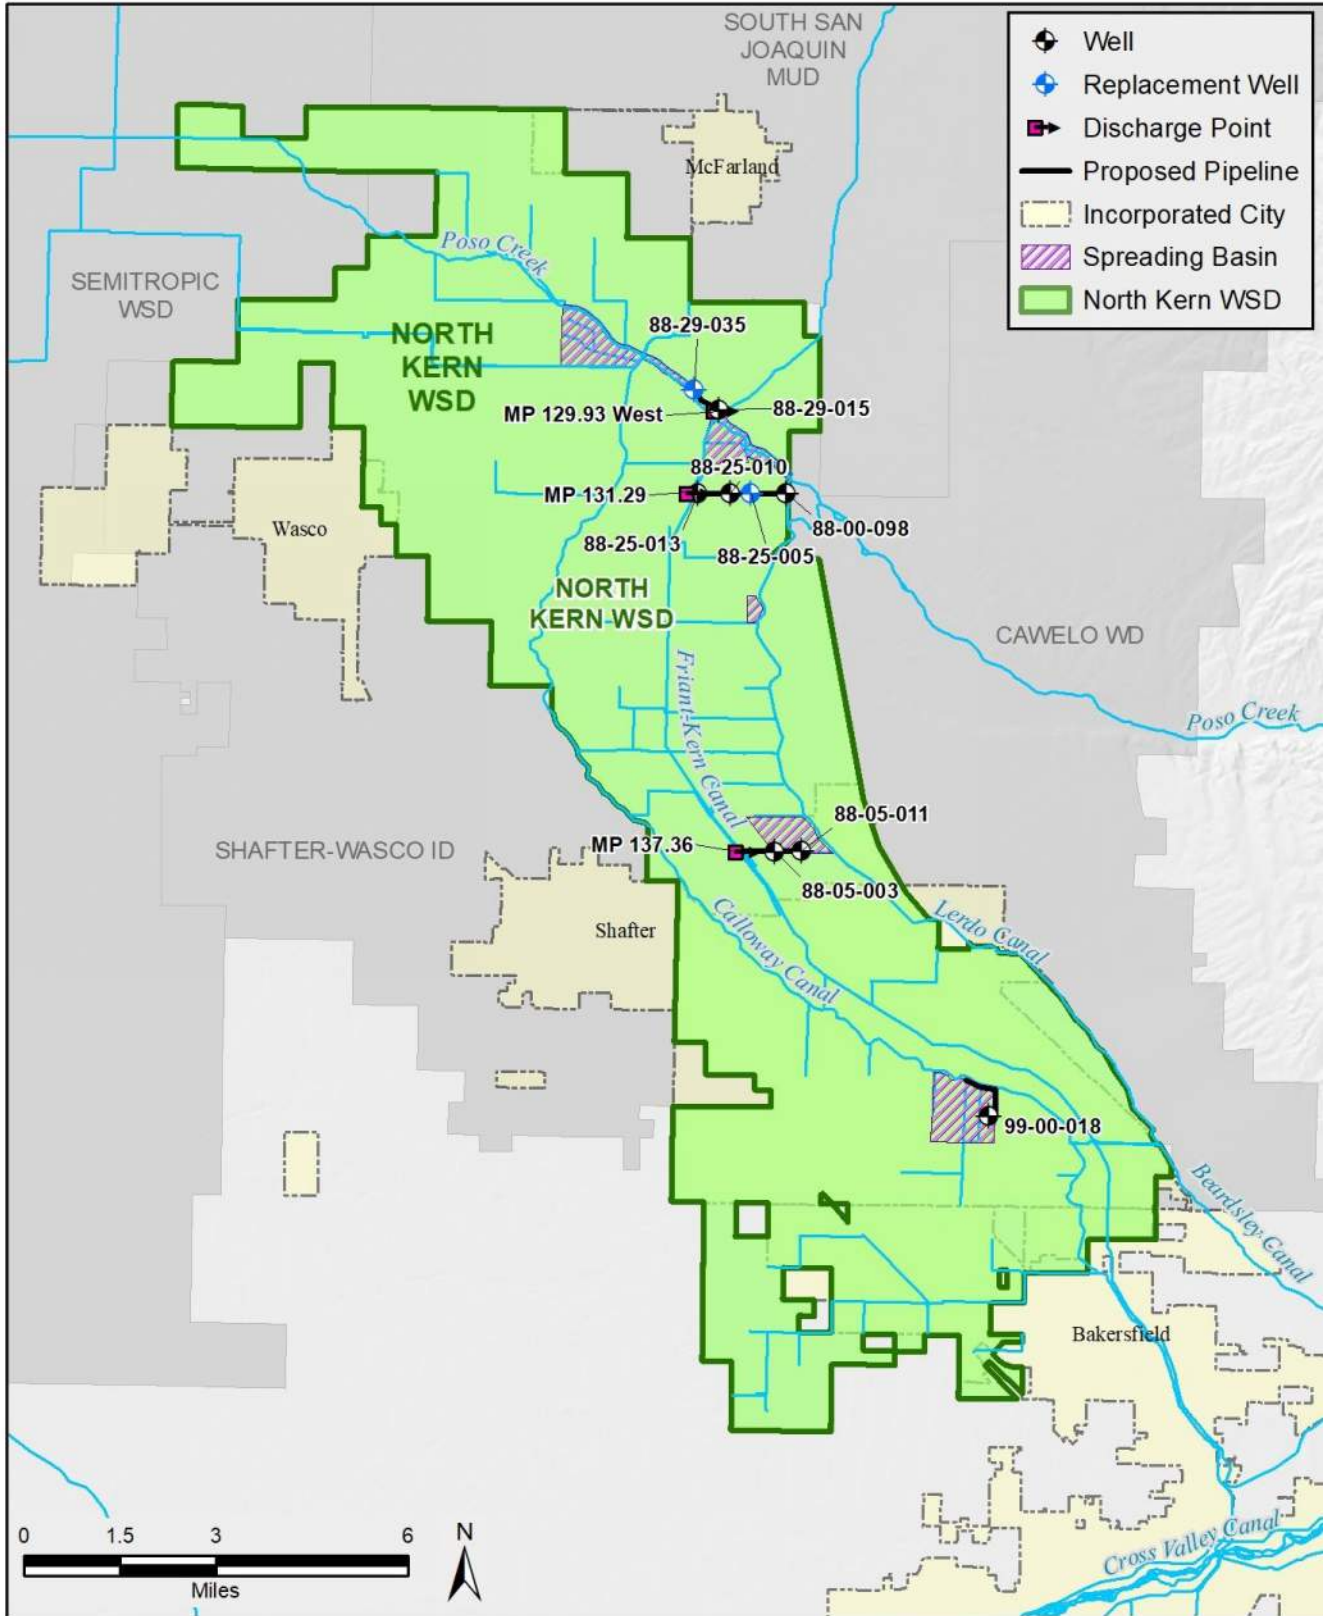 SOUTH SAN
JOAQUIN
MUD
Well
Replacement Well
Discharge Point
Proposed Pipeline
Incorporated City
Spreading Basin
North Kern WSD
McFarland
Poso Creek
SEMITROPIC
WSD
NORTH
KERN
WSD
88-29-035
MP 129.93 West
88-29-015
88-25-010
MP 131.29
88-25-013
88-25-005
88-00-098
Wasco
NORTH
KERN WSD
CAWELO WD
Friant-Kern Canal
Poso Creek
88-05-011
MP 137.36
88-05-003
SHAFTER-WASCO ID
Shafter
Calloway Canal
Lerdo Canal
99-00-018
Beardsley Canal
Bakersfield
Cross Valley Canal
0 1.5 3 6
Miles
N